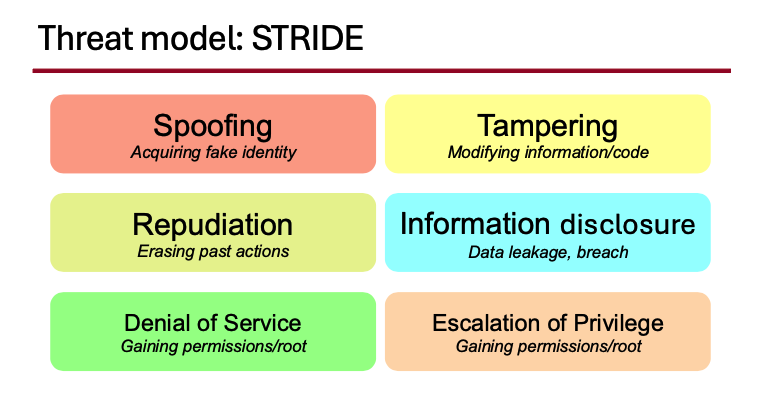 Threat model: STRIDE
Spoofing
Acquiring fake identity
Tampering
Modifying information/code
Repudiation
Erasing past actions
Information disclosure
Data leakage, breach
Denial of Service
Gaining permissions/root
Escalation of Privilege
Gaining permissions/root